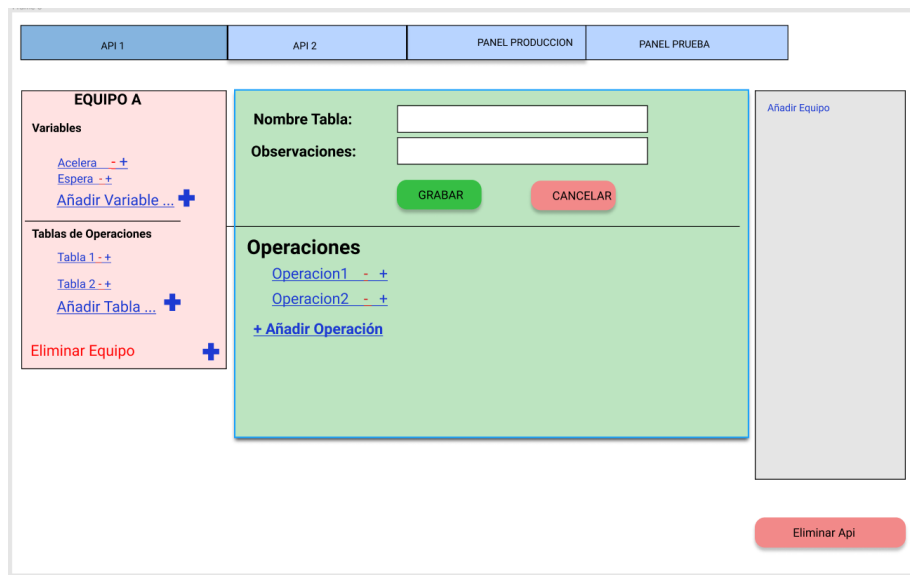 API 1
API 2
PANEL PRODUCCION
PANEL PRUEBA
EQUIPO A
Variables
Acelera - +
Espera - +
Añadir Variable ...
Tablas de Operaciones
Tabla 1 - +
Tabla 2 - +
Añadir Tabla ...
Eliminar Equipo
Nombre Tabla:
Observaciones:
GRABAR
CANCELAR
Operaciones
Operacion1 - +
Operacion2 - +
+ Añadir Operación
Añadir Equipo
Eliminar Api